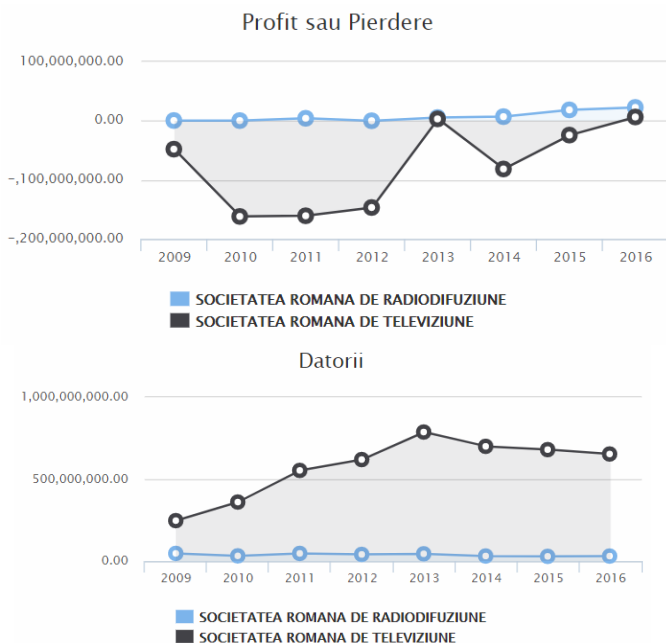 Profit sau Pierdere
100,000,000.00
0.00
-,100,000,000.00
-,200,000,000.00
2009 2010 2011 2012 2013 2014 2015 2016
SOCIETATEA ROMANA DE RADIODIFUZIUNE
SOCIETATEA ROMANA DE TELEVIZIUNE
Datorii
1,000,000,000.00
500,000,000.00
0.00
2009 2010 2011 2012 2013 2014 2015 2016
SOCIETATEA ROMANA DE RADIODIFUZIUNE
SOCIETATEA ROMANA DE TELEVIZIUNE